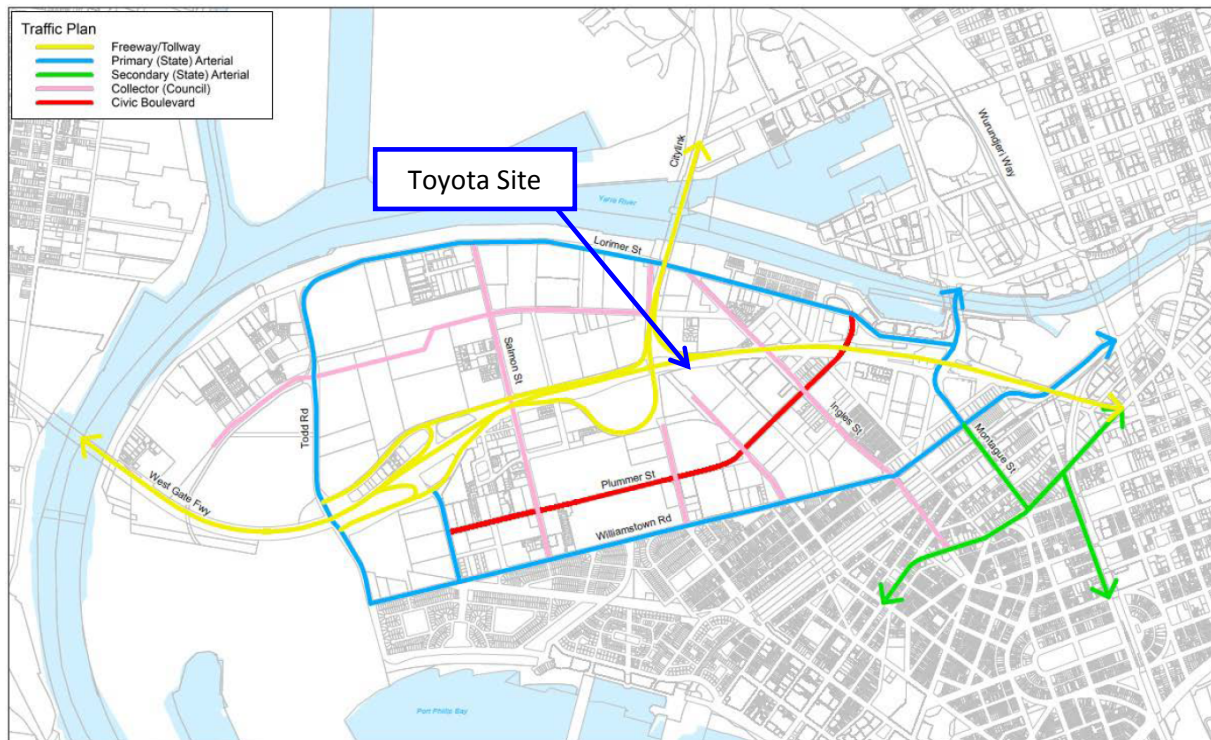 Traffic Plan
Freeway/Tollway
Primary (State) Arterial
Secondary (State) Arterial
Collector (Council)
Civic Boulevard
Toyota Site
Citylink
Wurundjeri Way
Yarra River
Lorimer St
Salmon St
Todd Rd
Ingles St
Montague St
West Gate Fwy
Plummer St
Williamstown Rd
Port Phillip Bay